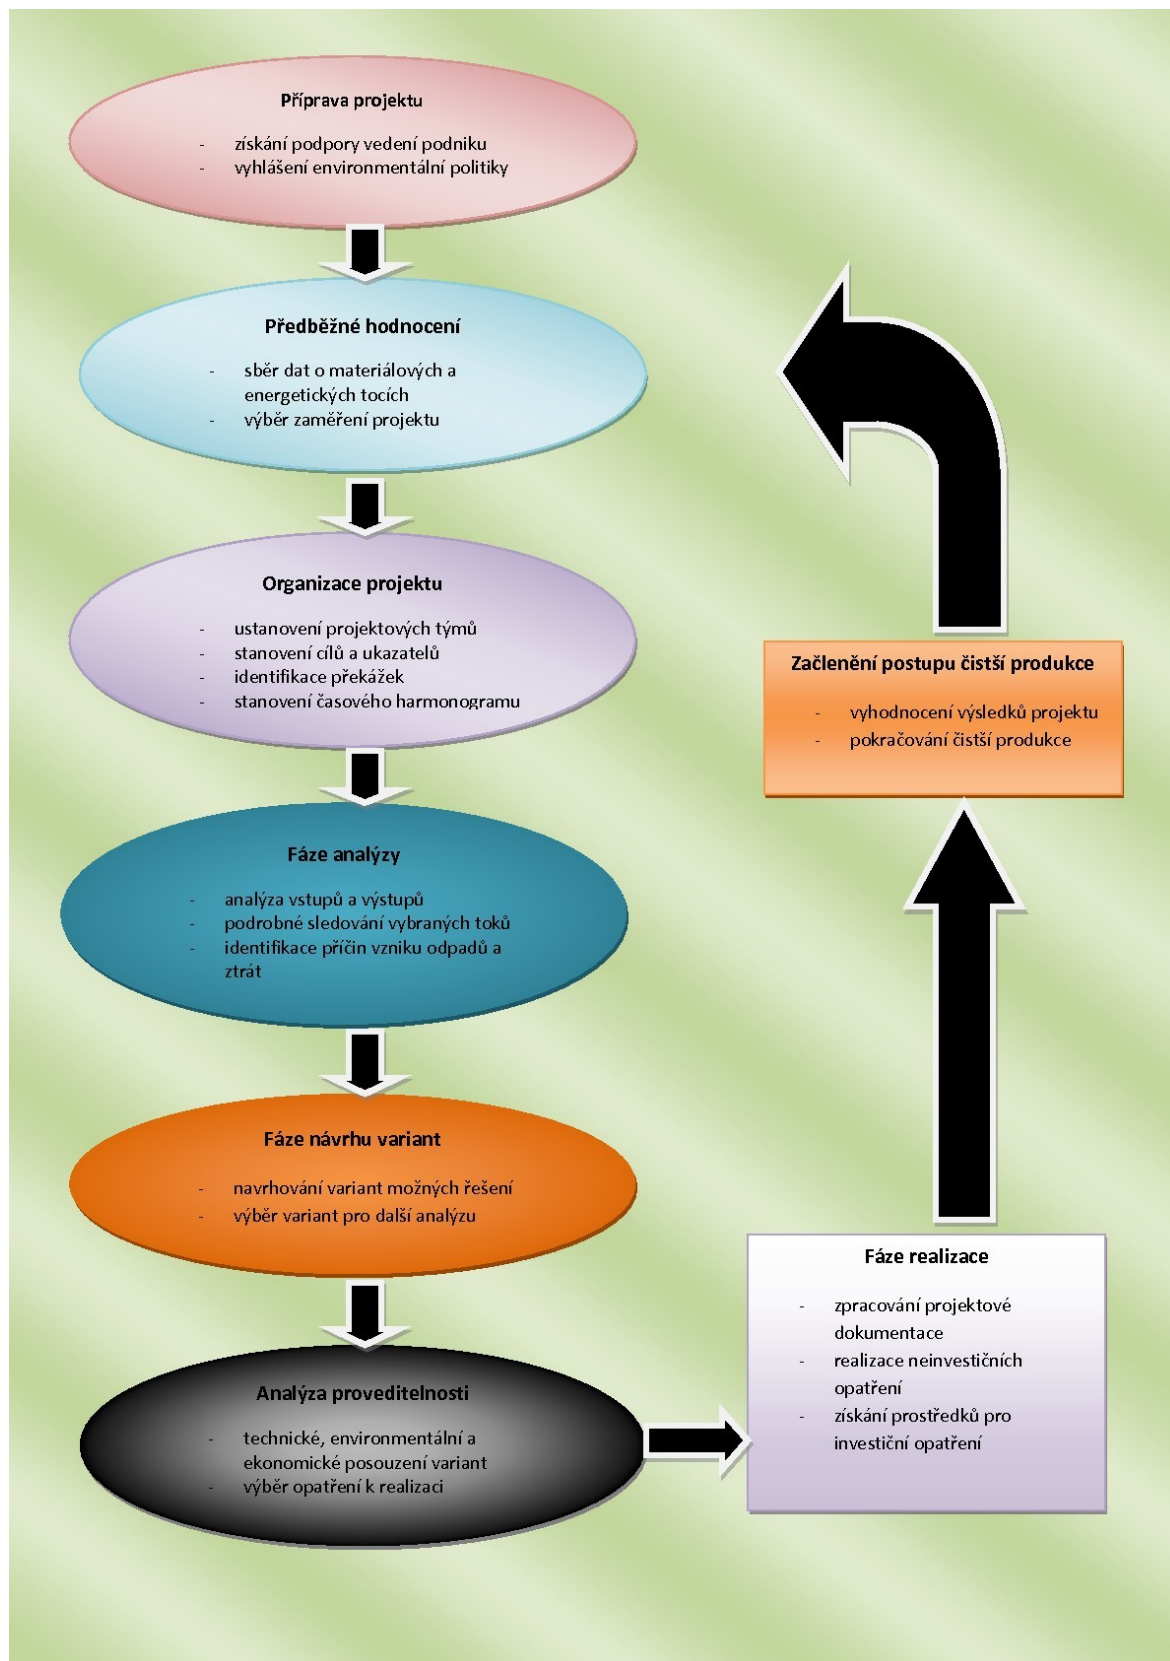 Příprava projektu
- získání podpory vedení podniku
- vyhlášení environmentální politiky
Předběžné hodnocení
- sběr dat o materiálových a
energetických tocích
- výběr zaměření projektu
Organizace projektu
- ustanovení projektových týmů
- stanovení cílů a ukazatelů
- identifikace překážek
- stanovení časového harmonogramu
Fáze analýzy
- analýza vstupů a výstupů
- podrobné sledování vybraných toků
- identifikace příčin vzniku odpadů a
ztrát
Fáze návrhu variant
- navrhování variant možných řešení
- výběr variant pro další analýzu
Analýza proveditelnosti
- technické, environmentální a
ekonomické posouzení variant
- výběr opatření k realizaci
Fáze realizace
- zpracování projektové
dokumentace
- realizace neinvestičních
opatření
- získání prostředků pro
investiční opatření
Začlenění postupu čistší produkce
- vyhodnocení výsledků projektu
- pokračování čistší produkce